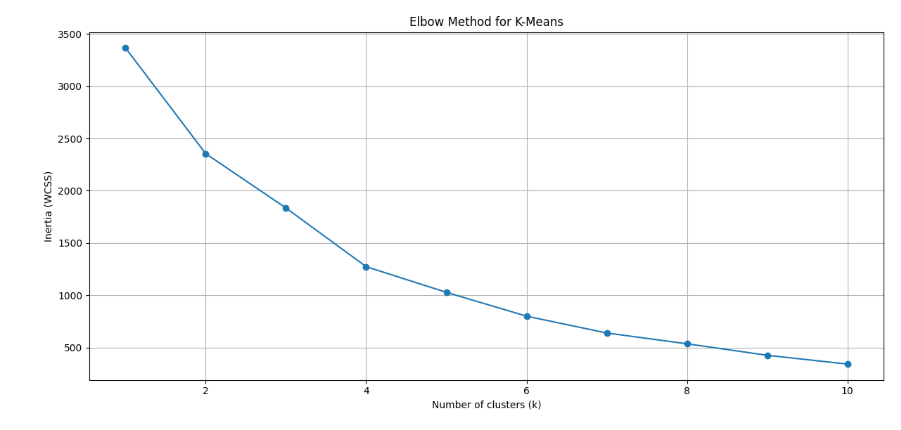 Elbow Method for K-Means
3500
3000
2500
2000
1500
1000
500
Inertia (WCSS)
2 4 6 8 10
Number of clusters (k)